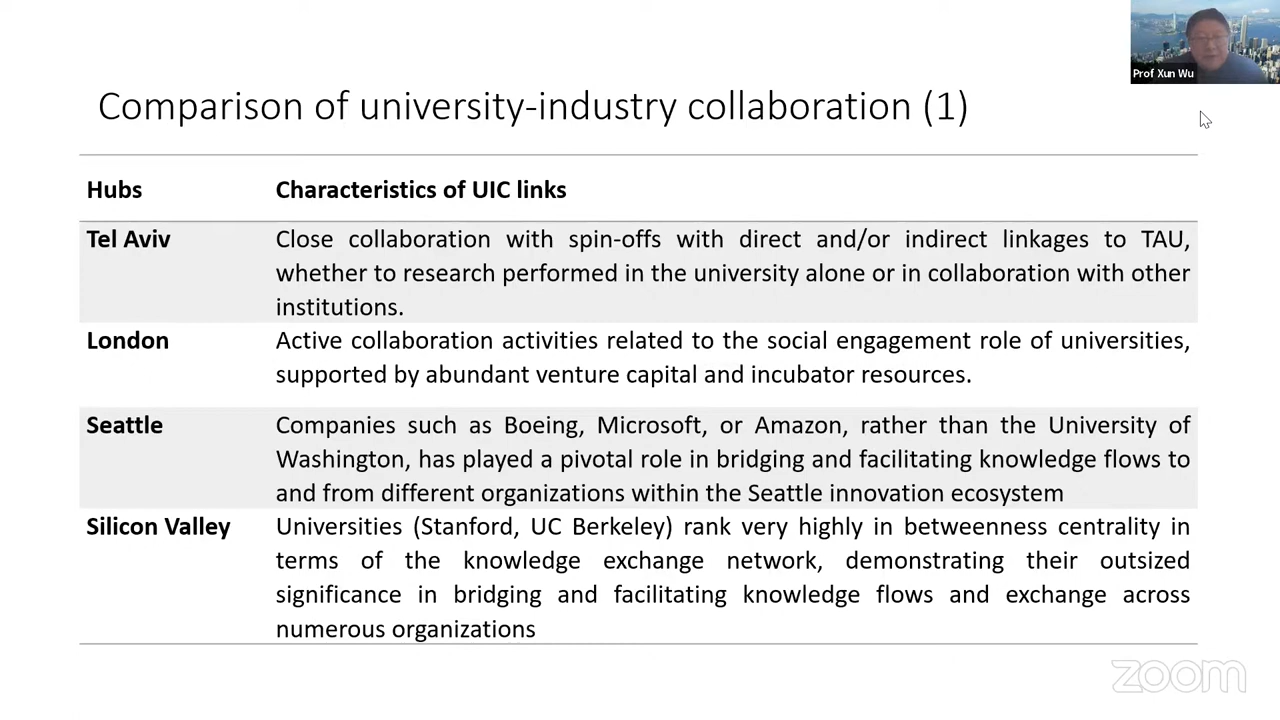 Prof Xun Wu
Comparison of university-industry collaboration (1)
Hubs
Characteristics of UIC links
Tel Aviv
Close collaboration with spin-offs with direct and/or indirect linkages to TAU,
whether to research performed in the university alone or in collaboration with other
institutions.
London
Active collaboration activities related to the social engagement role of universities,
supported by abundant venture capital and incubator resources.
Seattle
Companies such as Boeing, Microsoft, or Amazon, rather than the University of
Washington, has played a pivotal role in bridging and facilitating knowledge flows to
and from different organizations within the Seattle innovation ecosystem
Silicon Valley
Universities (Stanford, UC Berkeley) rank very highly in betweenness centrality in
terms of the knowledge exchange network, demonstrating their outsized
significance in bridging and facilitating knowledge flows and exchange across
numerous organizations
zoom